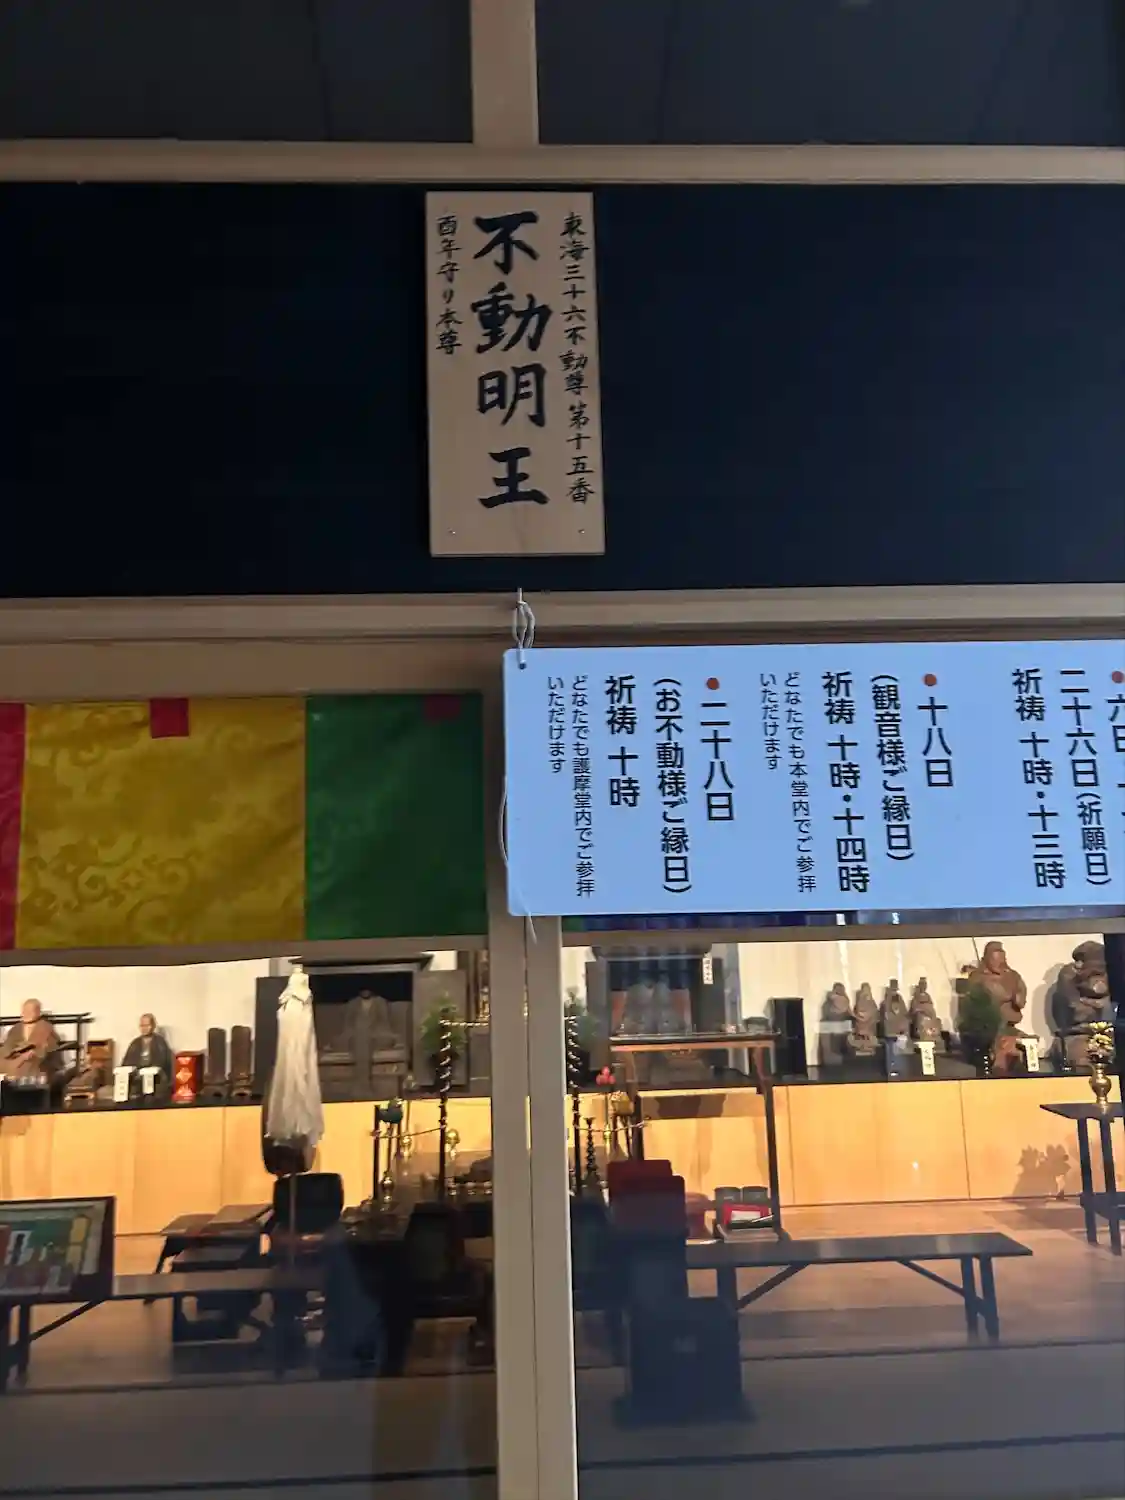 東海三十六不動尊 第十五番
不動明王
酉年守り本尊
二十六日(祈願日)
祈祷 十時・十三時
●十八日
(観音様ご縁日)
祈祷 十時・十四時
どなたでも本堂内でご参拝
いただけます
●二十八日
(お不動様ご縁日)
祈祷 十時
どなたでも護摩堂内でご参拝
いただけます